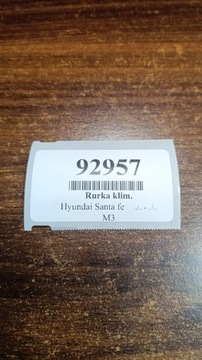 92957
Rurka klim.
Hyundai Santa fe
M3